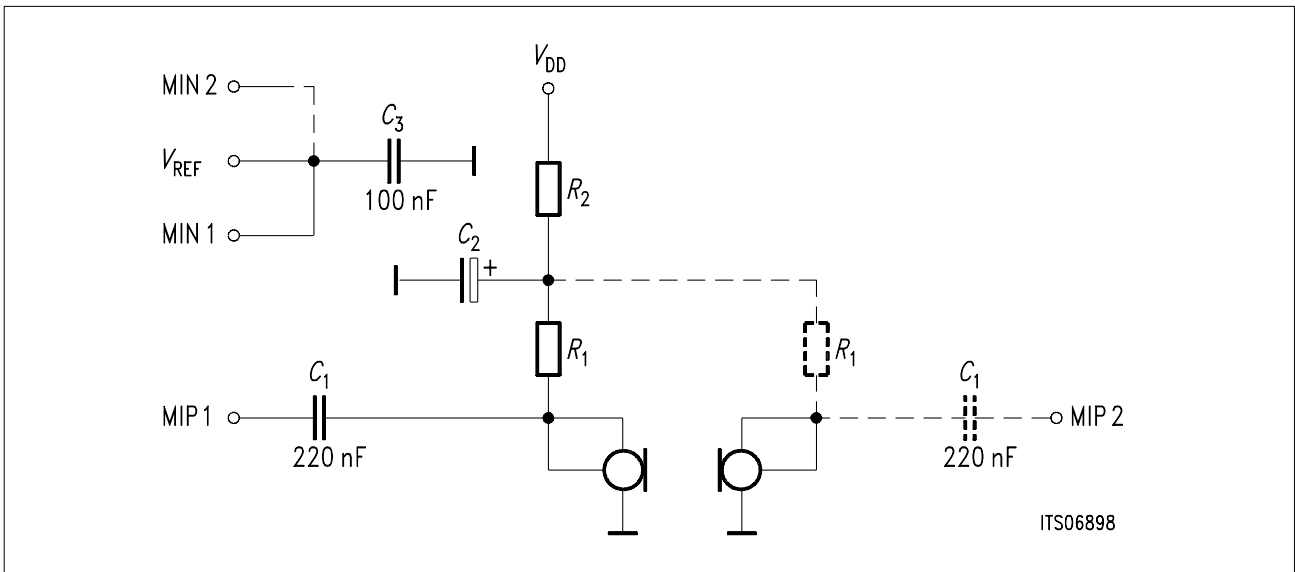 V_DD
MIN 2
C_3
V_REF
100 nF
R_2
MIN 1
C_2
+
R_1
R_1
C_1
C_1
MIP 1
MIP 2
220 nF
220 nF
ITS06898